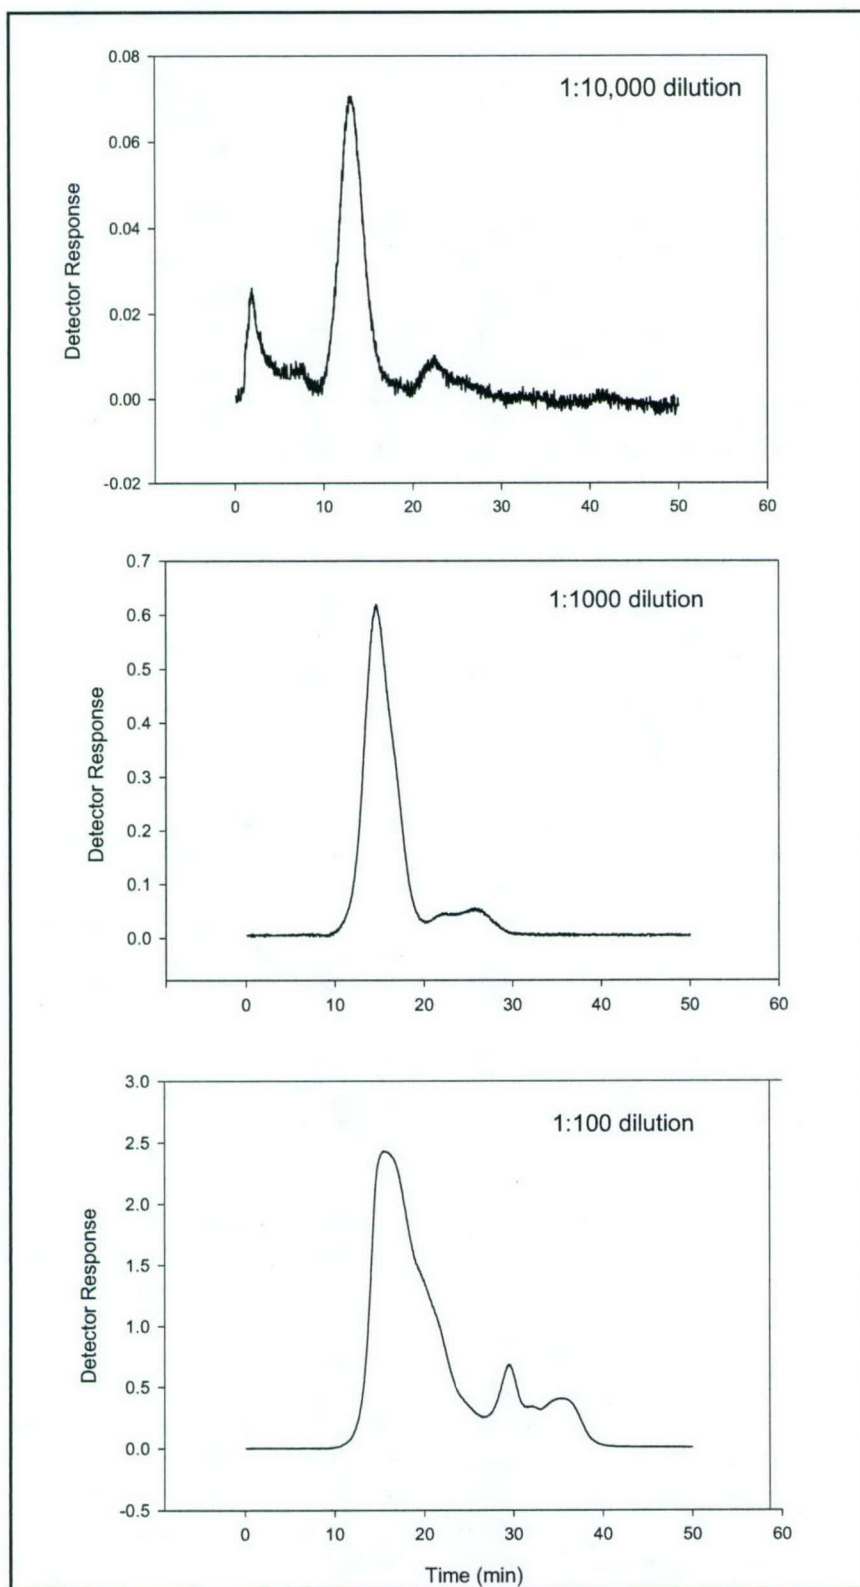 1:10,000 dilution
Detector Response
0.08
0.06
0.04
0.02
0.00
-0.02
0 10 20 30 40 50 60
1:1000 dilution
Detector Response
0.7
0.6
0.5
0.4
0.3
0.2
0.1
0.0
0 10 20 30 40 50 60
1:100 dilution
Detector Response
3.0
2.5
2.0
1.5
1.0
0.5
0.0
-0.5
0 10 20 30 40 50 60
Time (min)